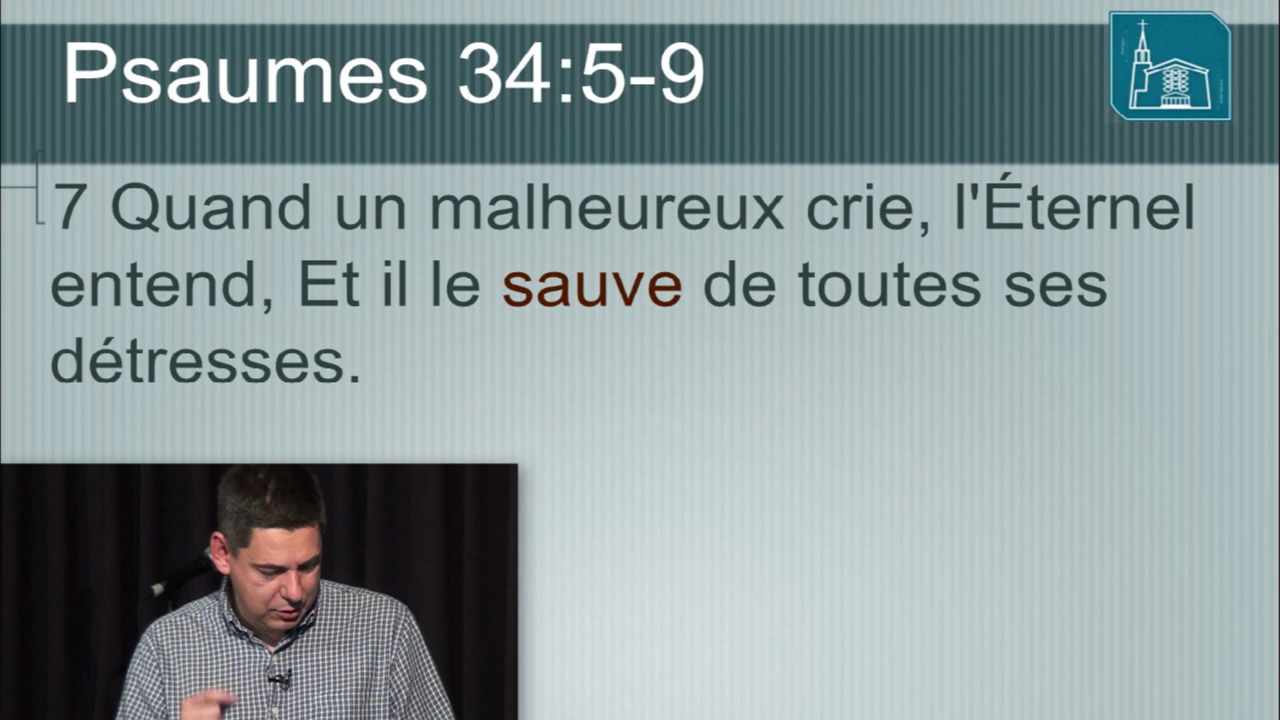 Psaumes 34:5-9
7 Quand un malheureux crie, l'Éternel
entend, Et il le sauve de toutes ses
détresses.